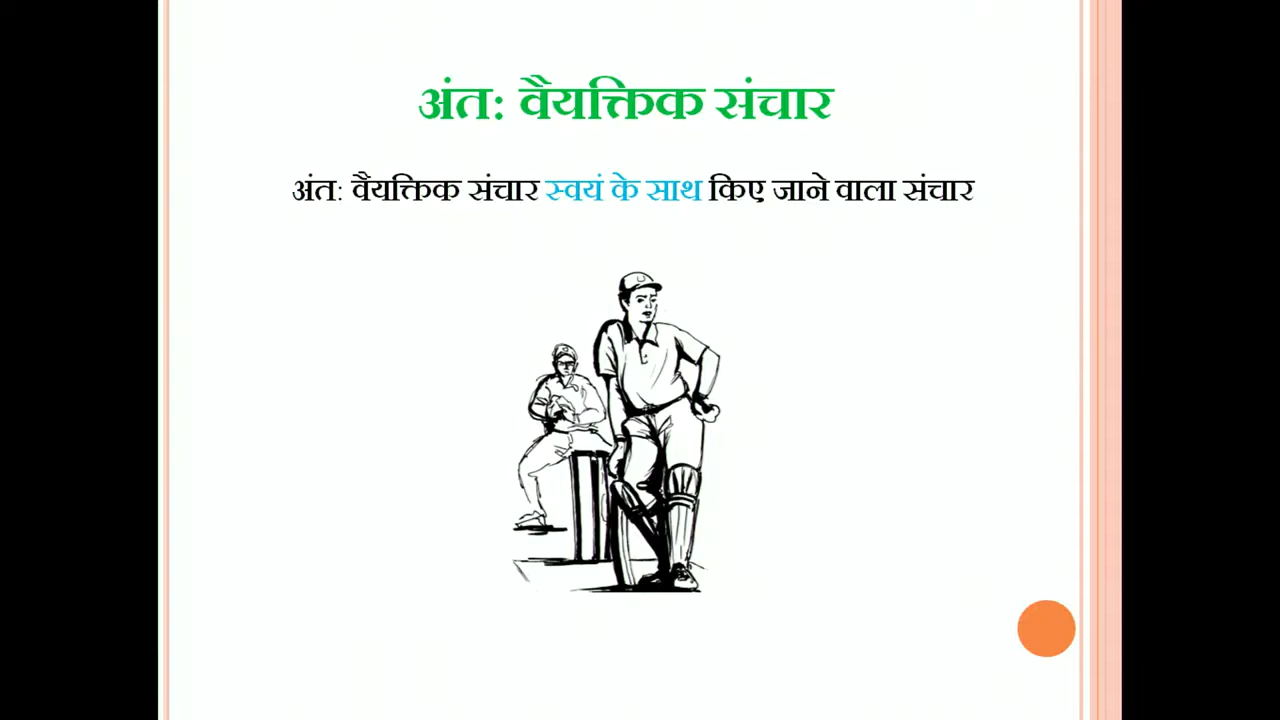 अंत: वैयक्तिक संचार
अंत: वैयक्तिक संचार स्वयं के साथ किए जाने वाला संचार